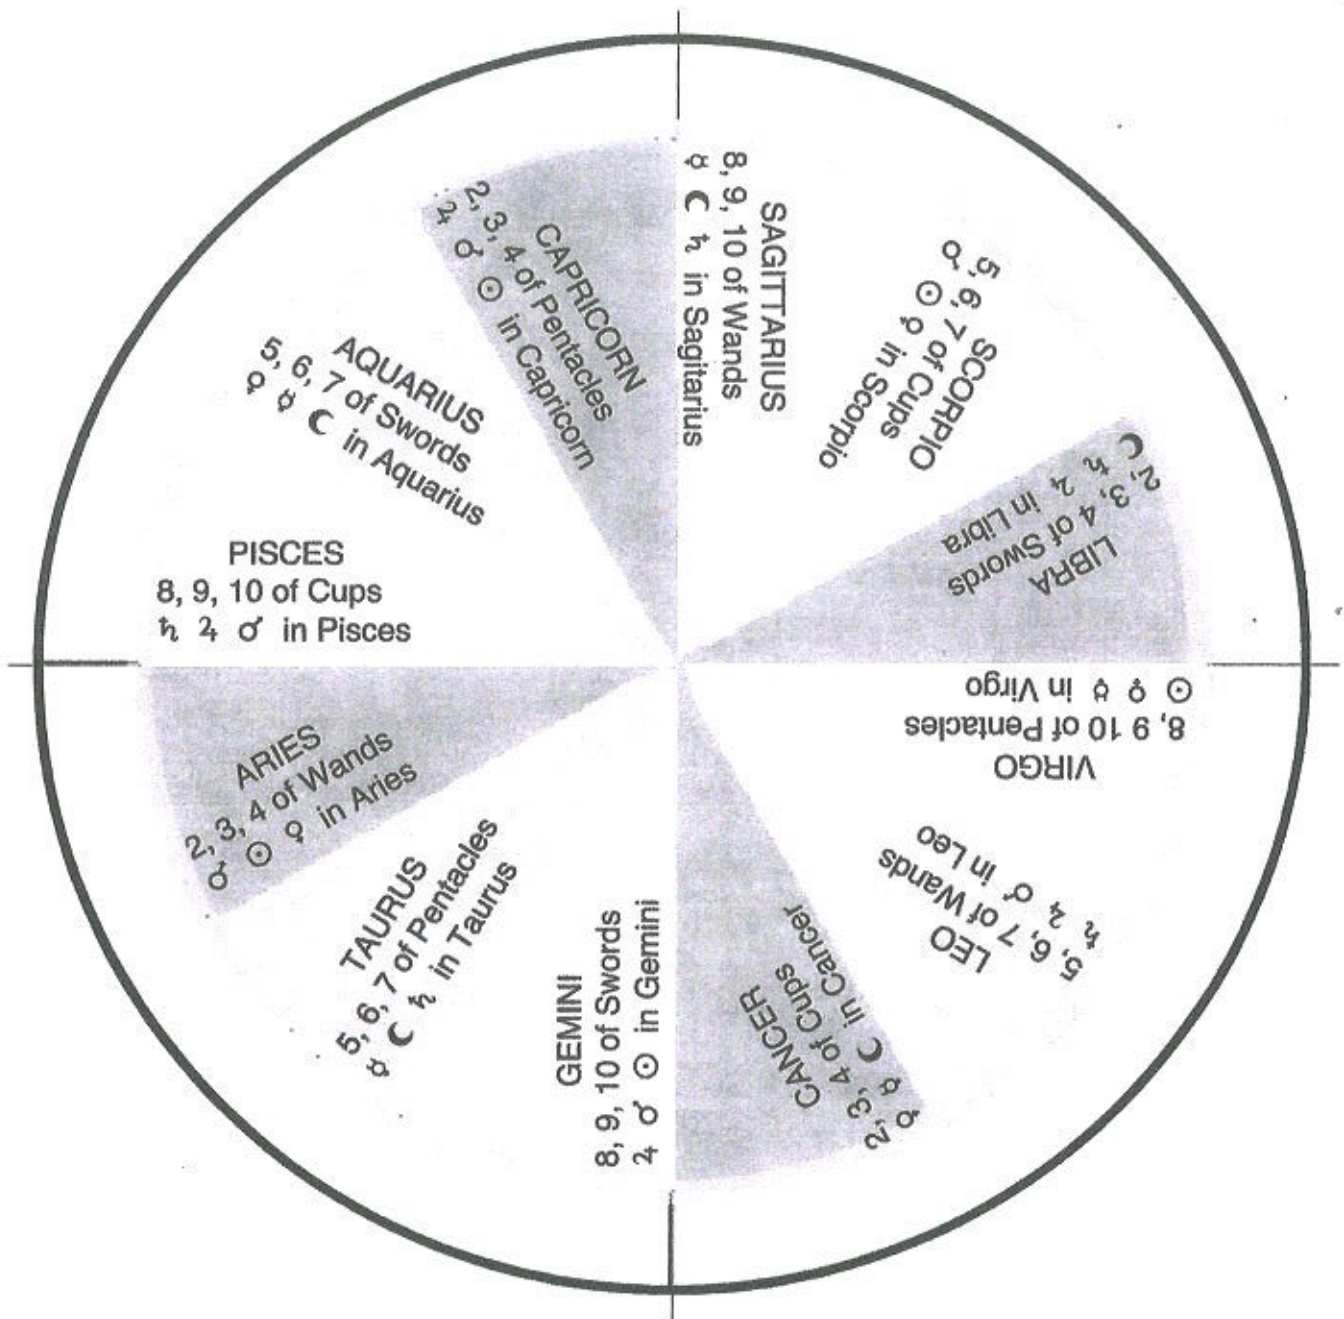 ARIES
2, 3, 4 of Wands
♂ ☉ ♀ in Aries
TAURUS
5, 6, 7 of Pentacles
☿ ☾ ♄ in Taurus
GEMINI
8, 9, 10 of Swords
♃ ♂ ☉ in Gemini
CANCER
2, 3, 4 of Cups
♀ ☿ ☾ in Cancer
LEO
5, 6, 7 of Wands
♄ ♃ ♂ in Leo
VIRGO
8, 9 10 of Pentacles
☉ ♀ ☿ in Virgo
LIBRA
2, 3, 4 of Swords
☾ ♄ ♃ in Libra
SCORPIO
5, 6, 7 of Cups
♂ ☉ ♀ in Scorpio
SAGITTARIUS
8, 9, 10 of Wands
☿ ☾ ♄ in Sagitarius
CAPRICORN
2, 3, 4 of Pentacles
♃ ♂ ☉ in Capricorn
AQUARIUS
5, 6, 7 of Swords
♀ ☿ ☾ in Aquarius
PISCES
8, 9, 10 of Cups
♄ ♃ ♂ in Pisces